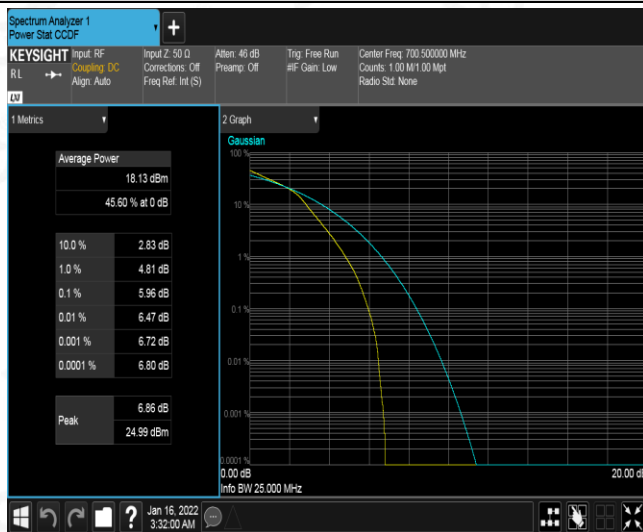 Spectrum Analyzer 1
Power Stat CCDF
+
KEYSIGHT
RL
LXI
Input: RF
Coupling: DC
Align: Auto
Input Z: 50 Ω
Corrections: Off
Freq Ref: Int (S)
Atten: 46 dB
Preamp: Off
Trig: Free Run
#IF Gain: Low
Center Freq: 700.500000 MHz
Counts: 1.00 M/1.00 Mpt
Radio Std: None
1 Metrics
Average Power
18.13 dBm
45.60 % at 0 dB
10.0 % 2.83 dB
1.0 % 4.81 dB
0.1 % 5.96 dB
0.01 % 6.47 dB
0.001 % 6.72 dB
0.0001 % 6.80 dB
Peak
6.86 dB
24.99 dBm
2 Graph
Gaussian
100 %
10 %
1 %
0.1 %
0.01 %
0.001 %
0.0001 %
0.00 dB
20.00 dB
Info BW 25.000 MHz
?
Jan 16, 2022
3:32:00 AM